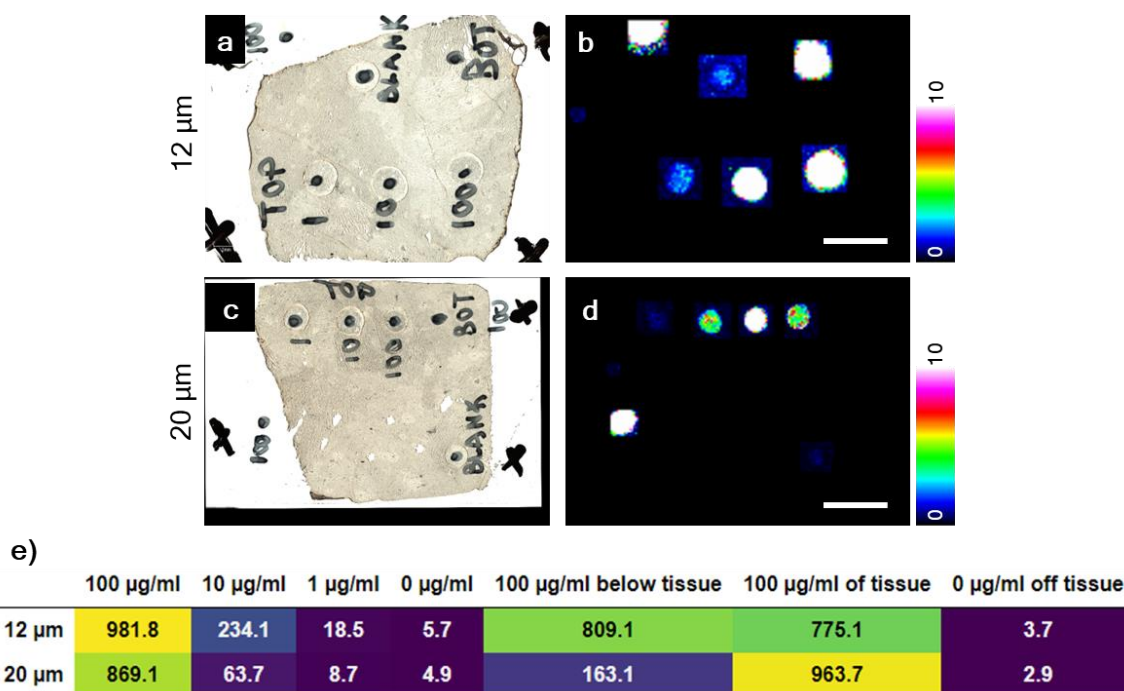 a
b
12 µm
100
BLANK
BOT
TOP
1
100
1000
10
0
c
d
20 µm
TOP
1
10
100
BOT
100
100
BLANK
10
0
e)
100 µg/ml 10 µg/ml 1 µg/ml 0 µg/ml 100 µg/ml below tissue 100 µg/ml of tissue 0 µg/ml off tissue
12 µm 981.8 234.1 18.5 5.7 809.1 775.1 3.7
20 µm 869.1 63.7 8.7 4.9 163.1 963.7 2.9